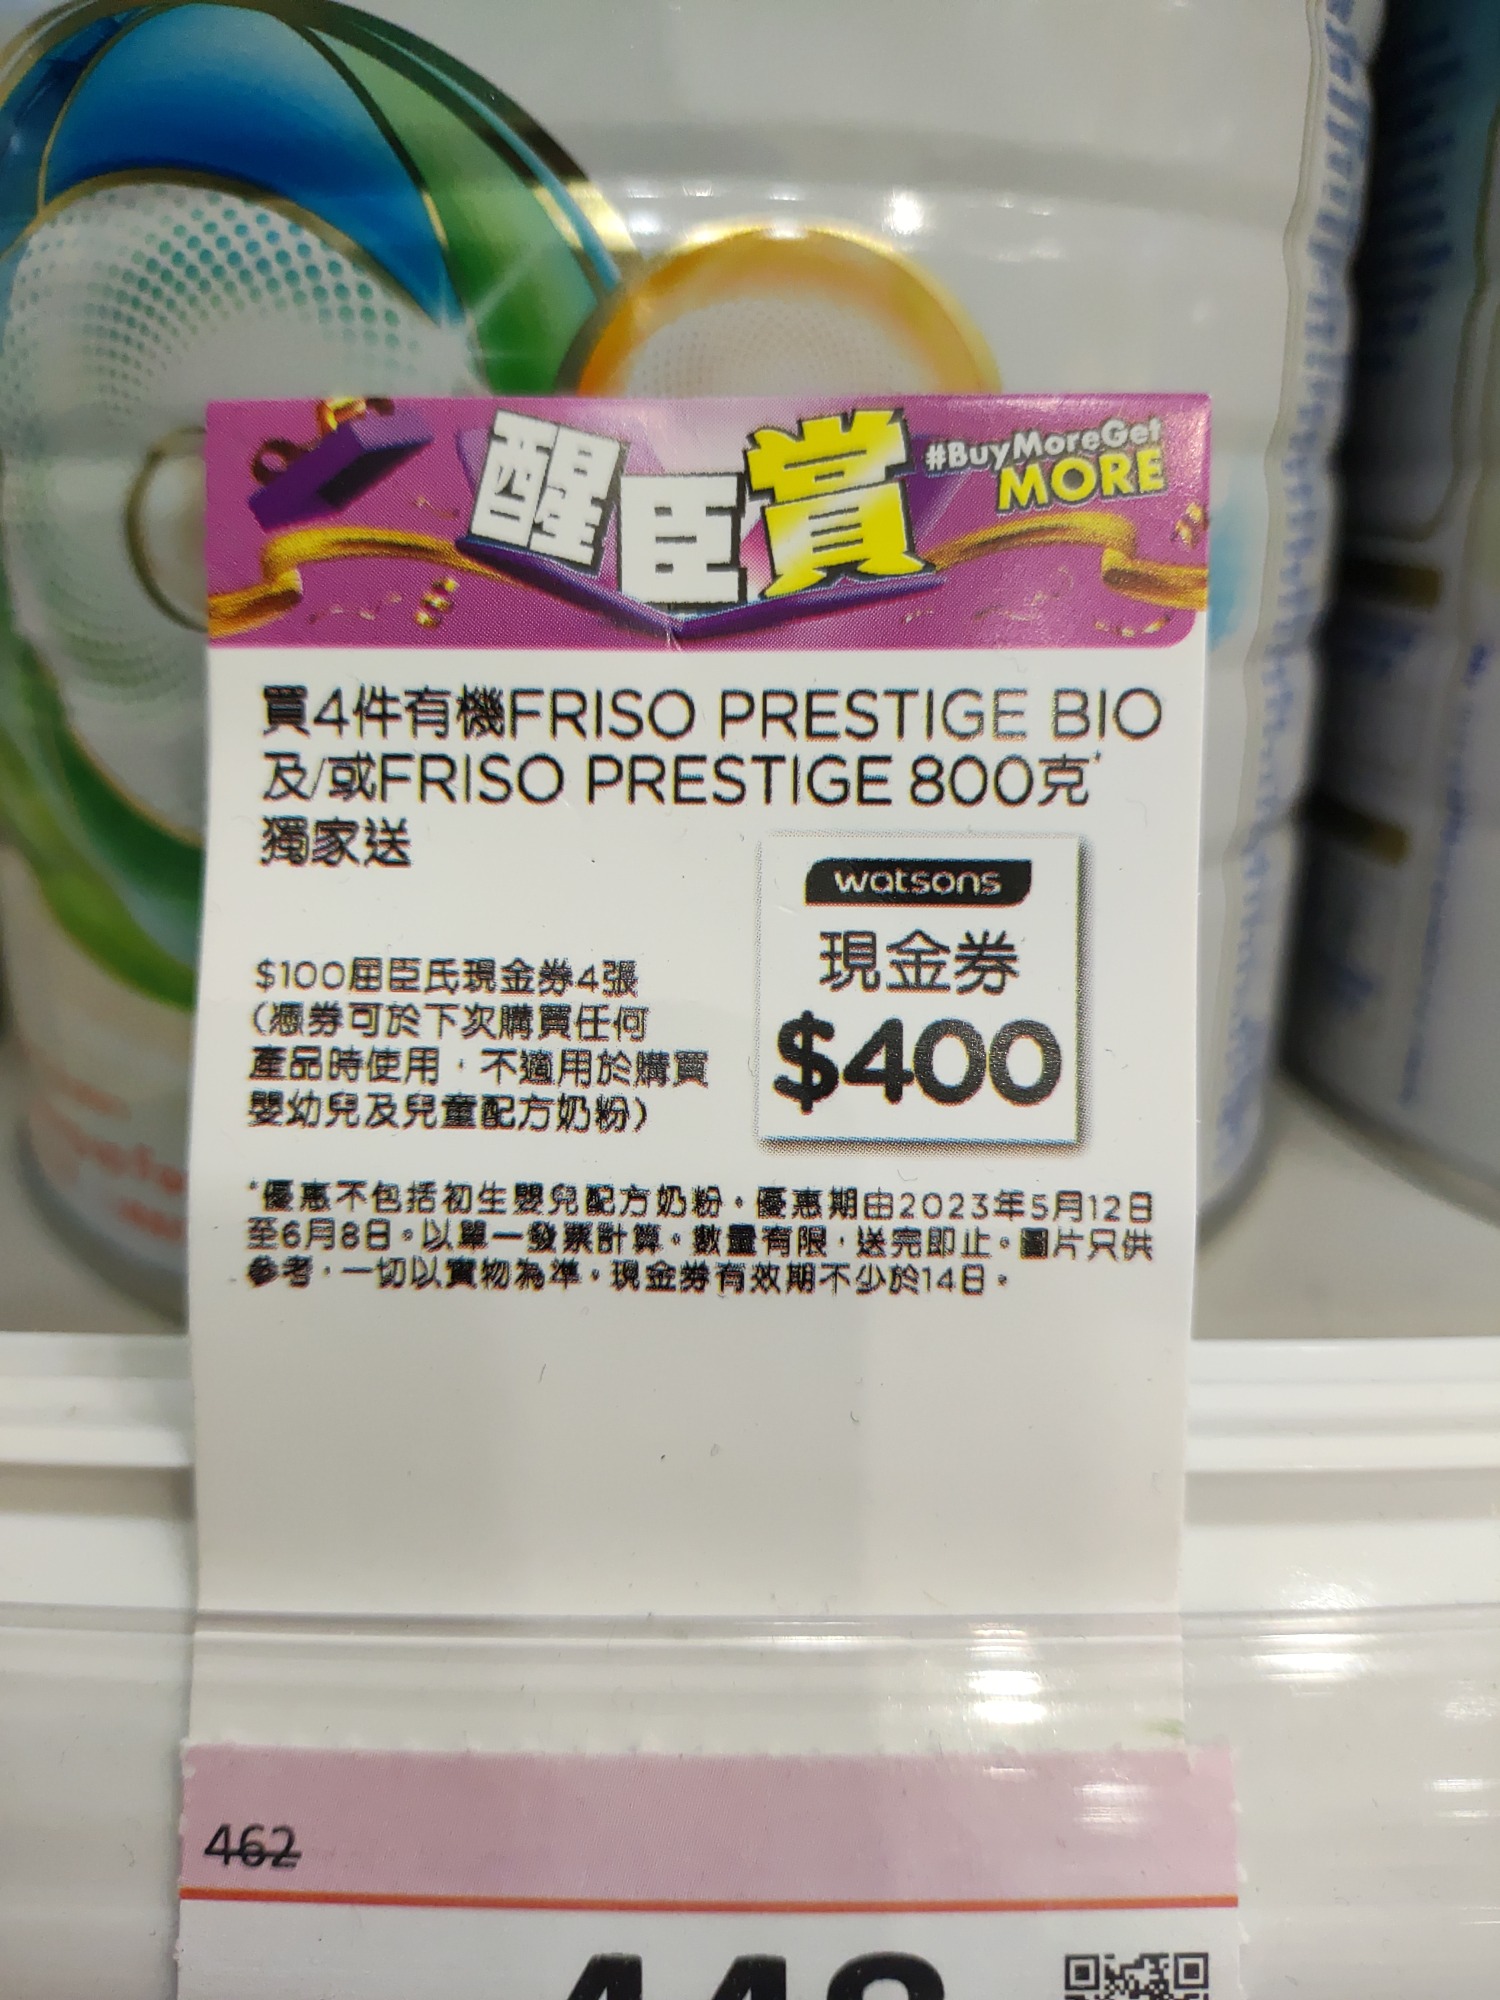 醒臣賞
#BuyMoreGet
MORE
買4件有機FRISO PRESTIGE BIO
及/或FRISO PRESTIGE 800克*
獨家送
watsons
現金券
$400
$100屈臣氏現金券4張
(憑券可於下次購買任何
產品時使用，不適用於購買
嬰幼兒及兒童配方奶粉)
*優惠不包括初生嬰兒配方奶粉。優惠期由2023年5月12日
至6月8日。以單一發票計算。數量有限，送完即止。圖片只供
參考，一切以實物為準。現金券有效期不少於14日。
462